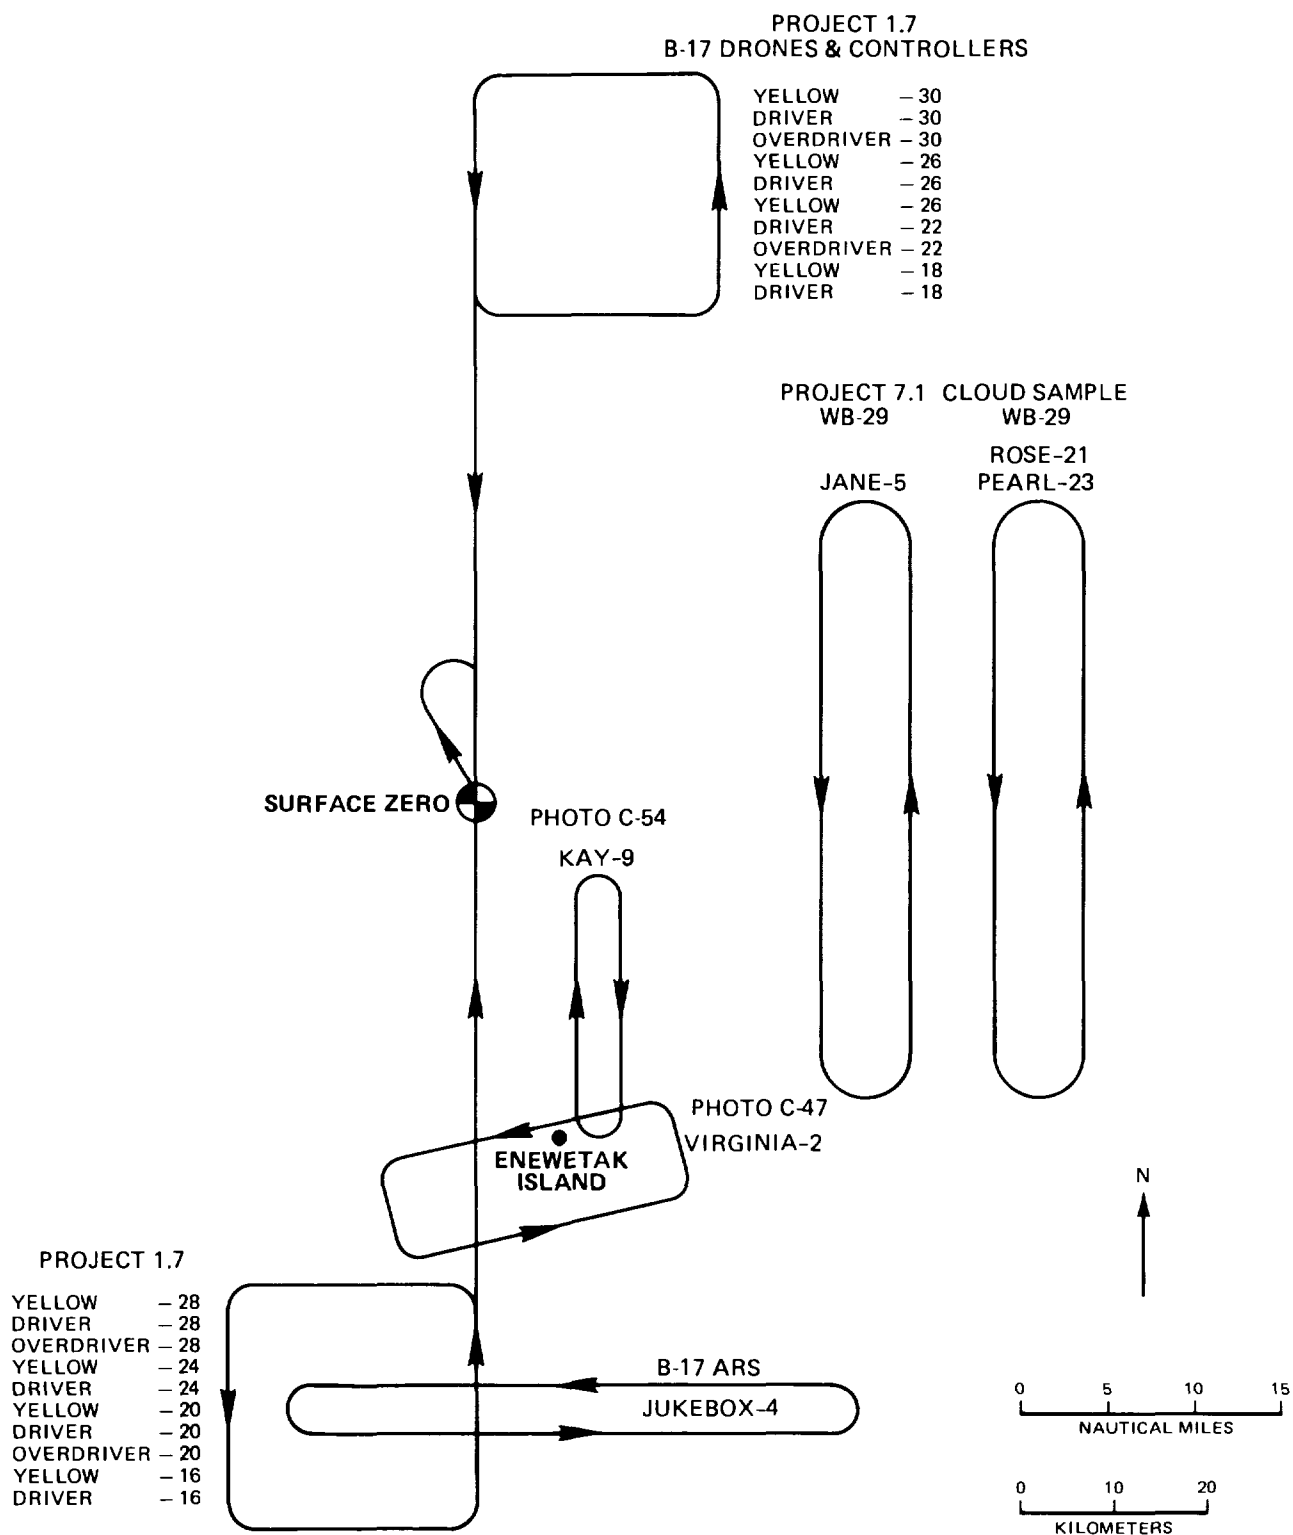 PROJECT 1.7
B-17 DRONES & CONTROLLERS
YELLOW – 30
DRIVER – 30
OVERDRIVER – 30
YELLOW – 26
DRIVER – 26
YELLOW – 26
DRIVER – 22
OVERDRIVER – 22
YELLOW – 18
DRIVER – 18
PROJECT 7.1 CLOUD SAMPLE
WB-29 WB-29
ROSE-21
JANE-5 PEARL-23
SURFACE ZERO
PHOTO C-54
KAY-9
PHOTO C-47
VIRGINIA-2
ENEWETAK
ISLAND
N
PROJECT 1.7
YELLOW – 28
DRIVER – 28
OVERDRIVER – 28
YELLOW – 24
DRIVER – 24
YELLOW – 20
DRIVER – 20
OVERDRIVER – 20
YELLOW – 16
DRIVER – 16
B-17 ARS
JUKEBOX-4
0 5 10 15
NAUTICAL MILES
0 10 20
KILOMETERS